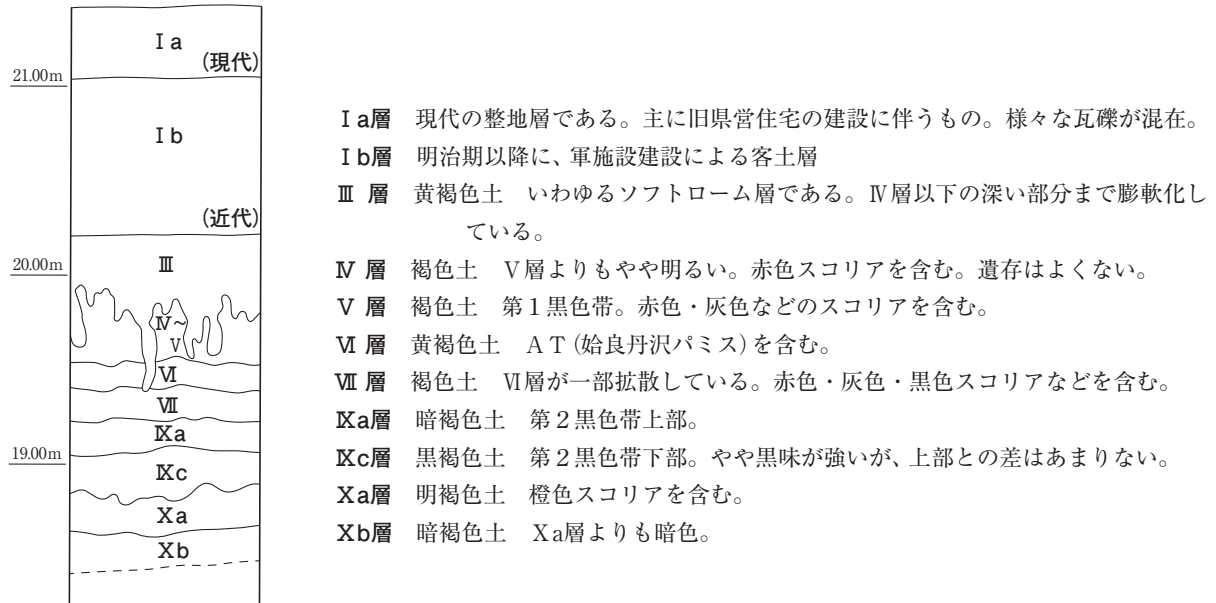 Ⅰa
(現代)
21.00m
Ⅰb
(近代)
20.00m
Ⅲ
Ⅳ~
Ⅴ
Ⅵ
Ⅶ
Ⅸa
19.00m
Ⅸc
Ⅹa
Ⅹb
Ⅰa層 現代の整地層である。主に旧県営住宅の建設に伴うもの。様々な瓦礫が混在。
Ⅰb層 明治期以降に、軍施設建設による客土層
Ⅲ 層 黄褐色土 いわゆるソフトローム層である。Ⅳ層以下の深い部分まで膨軟化し
ている。
Ⅳ 層 褐色土 Ⅴ層よりもやや明るい。赤色スコリアを含む。遺存はよくない。
Ⅴ 層 褐色土 第1黒色帯。赤色・灰色などのスコリアを含む。
Ⅵ 層 黄褐色土 AT(姶良丹沢パミス)を含む。
Ⅶ 層 褐色土 Ⅵ層が一部拡散している。赤色・灰色・黒色スコリアなどを含む。
Ⅸa層 暗褐色土 第2黒色帯上部。
Ⅸc層 黒褐色土 第2黒色帯下部。やや黒味が強いが、上部との差はあまりない。
Ⅹa層 明褐色土 橙色スコリアを含む。
Ⅹb層 暗褐色土 Ⅹa層よりも暗色。